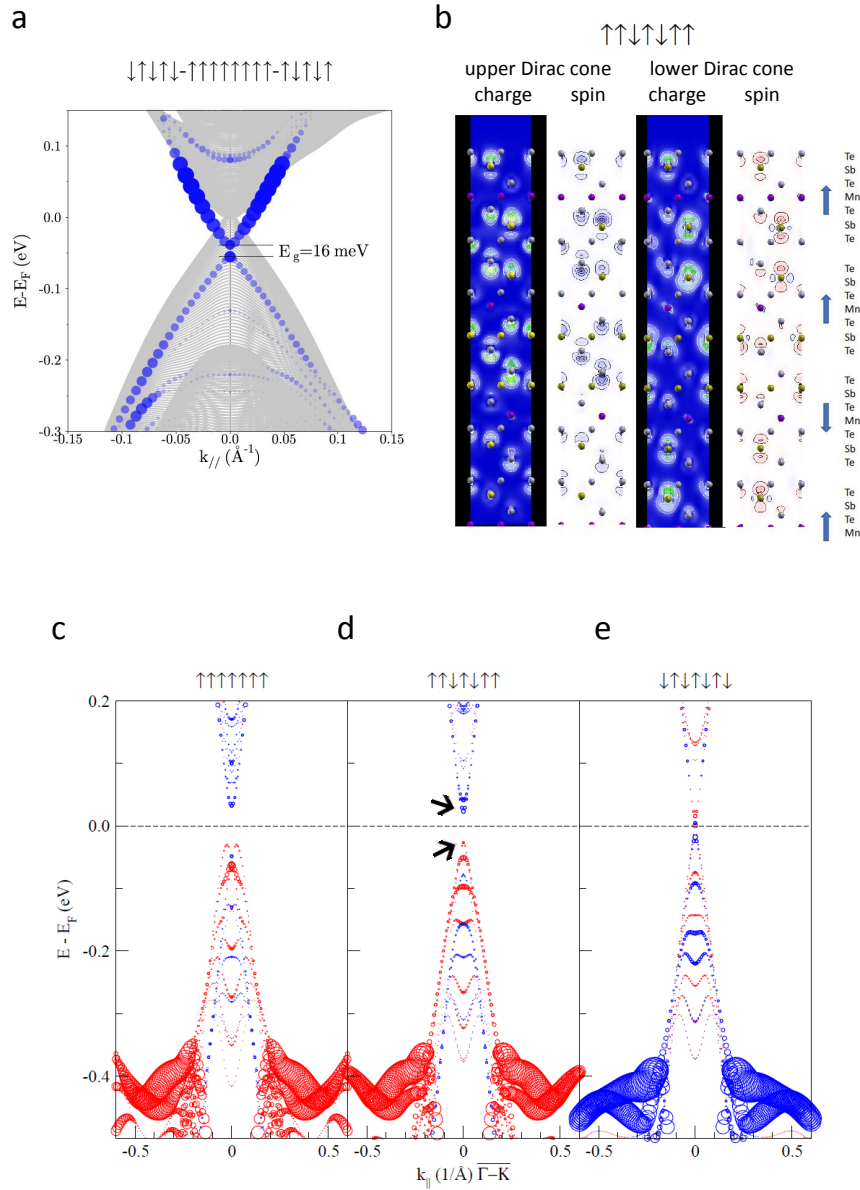 a
↓↑↓↑↓-↑↑↑↑↑↑↑↑-↑↓↑↓↑
E-E_F (eV)
0.1
0.0
-0.1
-0.2
-0.3
E_g=16 meV
-0.15
-0.1
-0.05
0.0
0.05
0.1
0.15
k_// (Å⁻¹)
b
↑↑↓↑↓↑↑
upper Dirac cone lower Dirac cone
charge spin charge spin
Te
Sb
Te
Mn
Te
Sb
Te
Te
Sb
Te
Mn
Te
Sb
Te
Te
Sb
Te
Mn
Te
Sb
Te
Te
Sb
Te
Mn
c d e
↑↑↑↑↑↑↑ ↑↑↓↑↓↑↑ ↓↑↓↑↓↑↓
E - E_F (eV)
0.2
0.0
-0.2
-0.4
-0.5 0 0.5 -0.5 0 0.5 -0.5 0 0.5
k_|| (1/Å) Γ̅–K̅